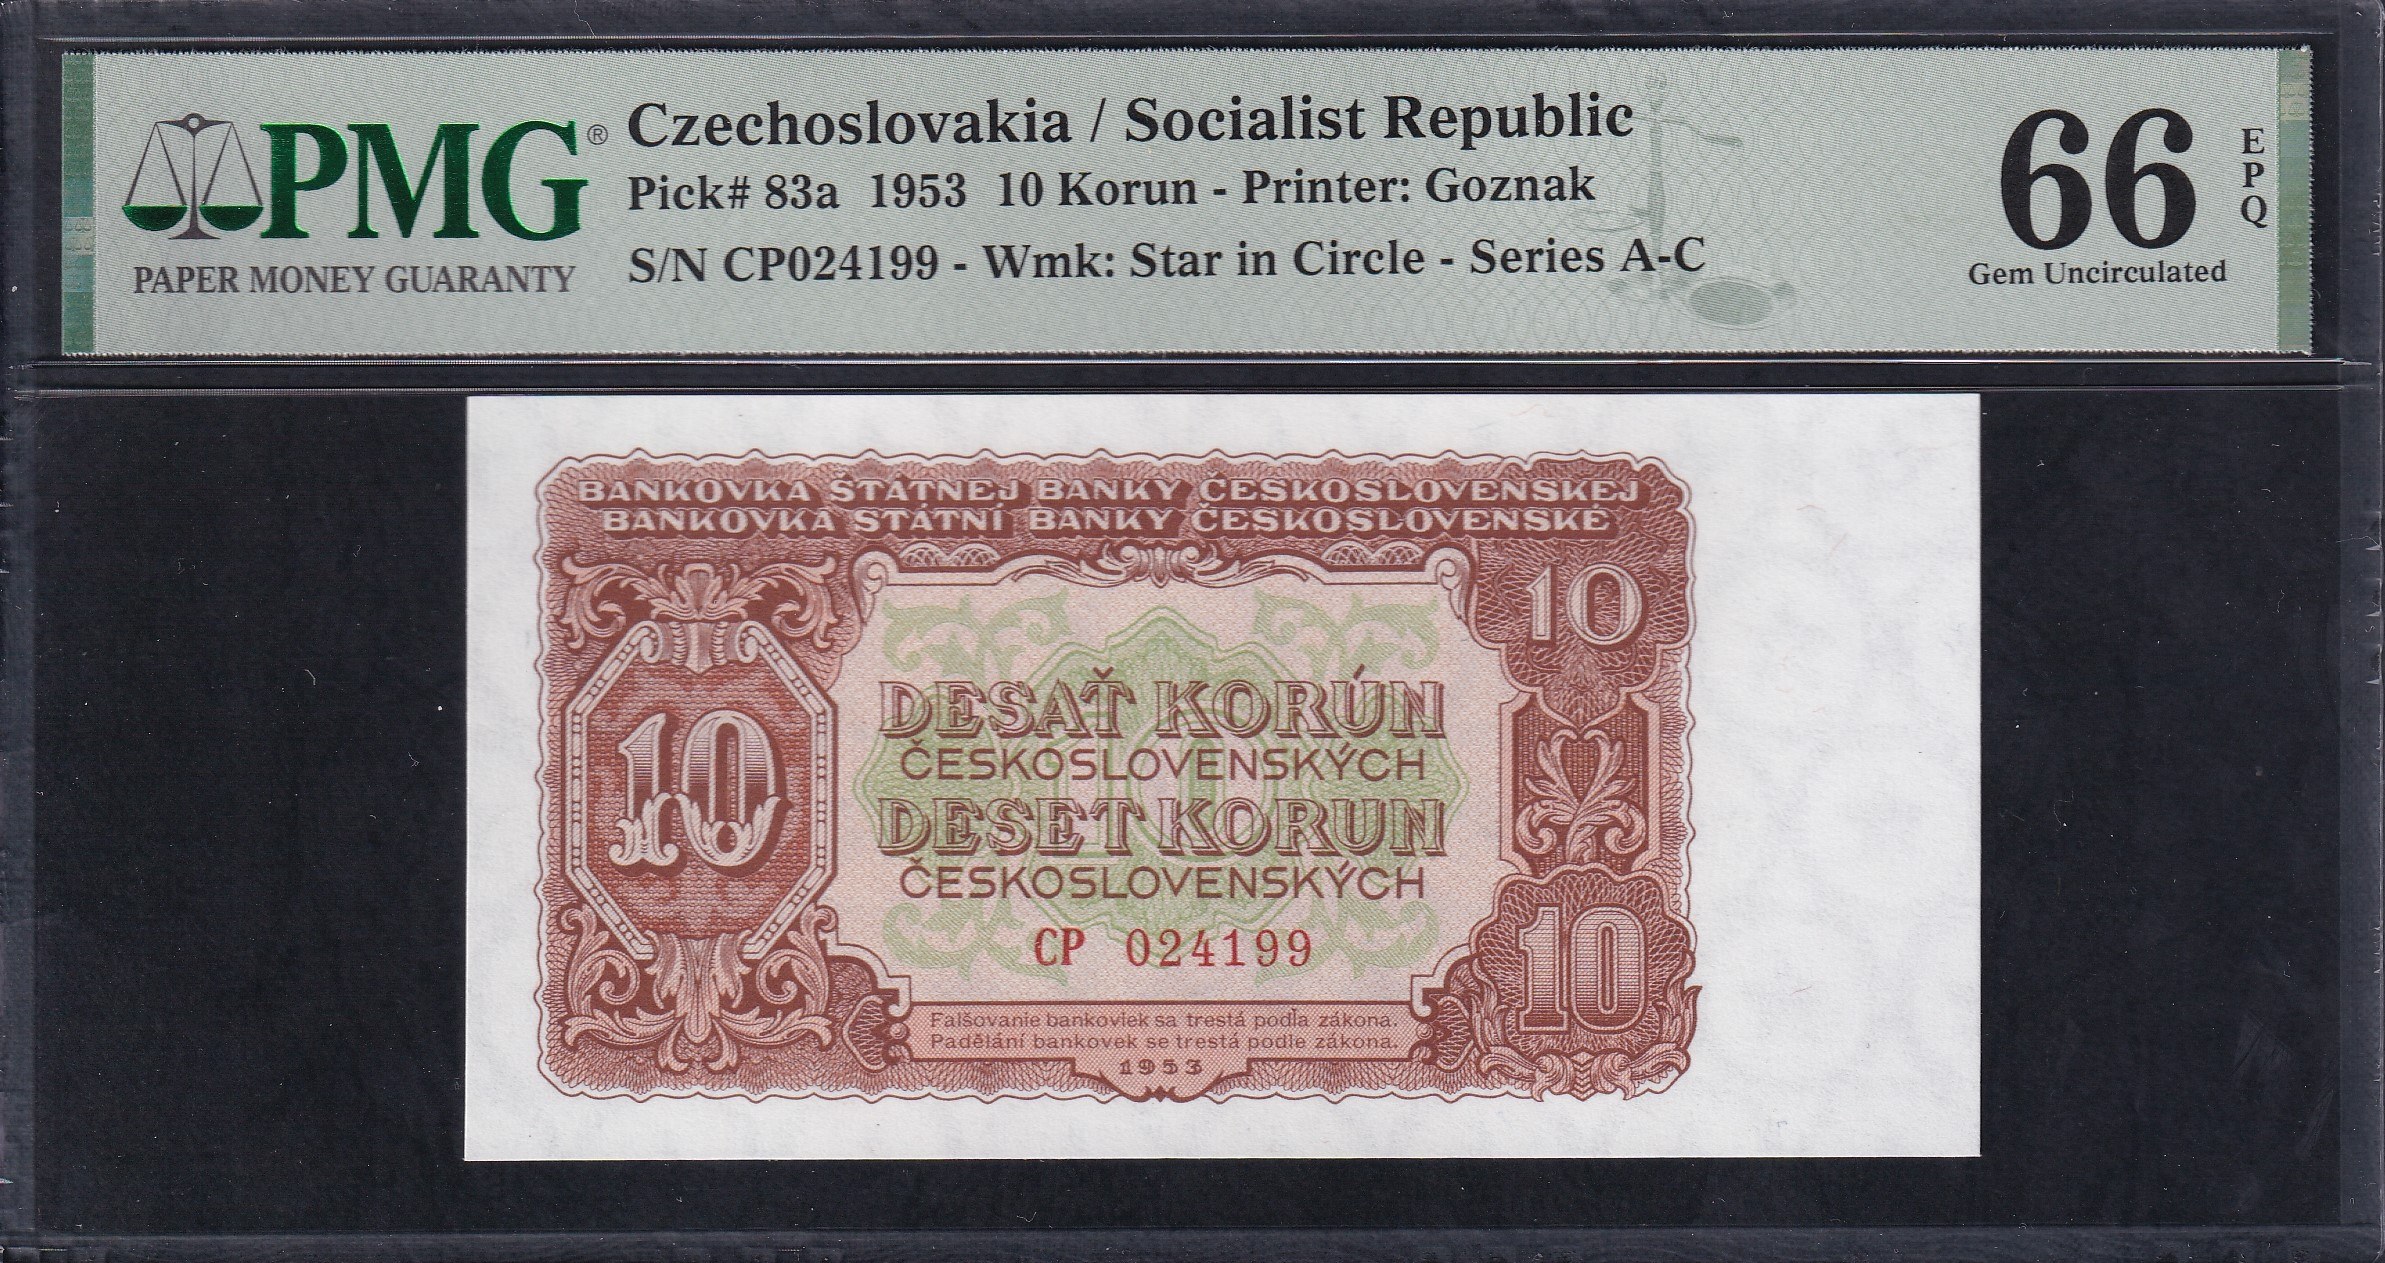 PMG®
PAPER MONEY GUARANTY
Czechoslovakia / Socialist Republic
Pick# 83a 1953 10 Korun - Printer: Goznak
S/N CP024199 - Wmk: Star in Circle - Series A-C
66
EPQ
Gem Uncirculated
BANKOVKA ŠTÁTNEJ BANKY ČESKOSLOVENSKEJ
BANKOVKA STÁTNÍ BANKY ČESKOSLOVENSKÉ
10
10
DESAŤ KORÚN
ČESKOSLOVENSKÝCH
DESET KORUN
ČESKOSLOVENSKÝCH
CP 024199
10
Falšovanie bankoviek sa trestá podľa zákona.
Padělání bankovek se trestá podle zákona.
1953